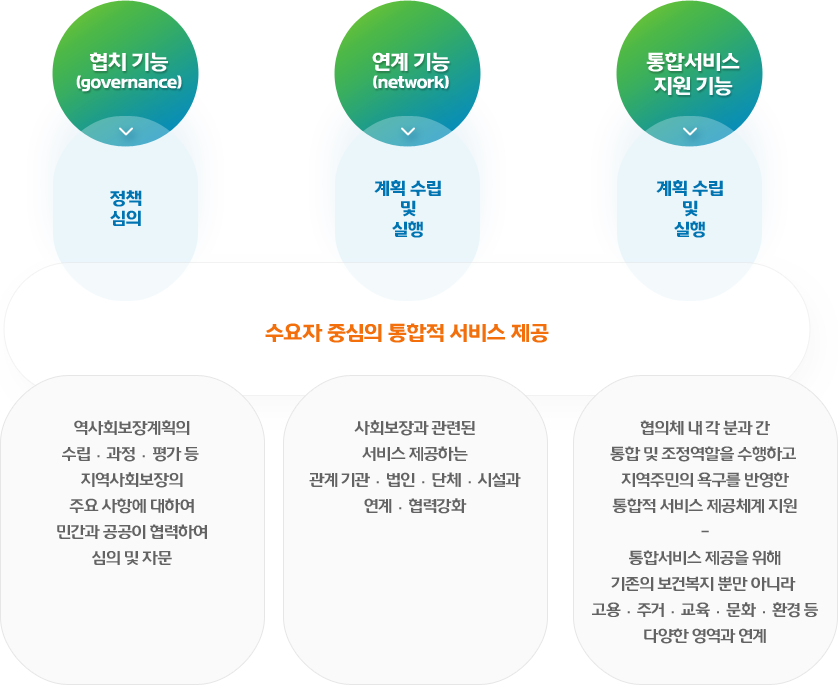 협치 기능
(governance)
정책
심의
연계 기능
(network)
계획 수립
및
실행
통합서비스
지원 기능
계획 수립
및
실행
수요자 중심의 통합적 서비스 제공
역사회보장계획의
수립 · 과정 · 평가 등
지역사회보장의
주요 사항에 대하여
민간과 공공이 협력하여
심의 및 자문
사회보장과 관련된
서비스 제공하는
관계 기관 · 법인 · 단체 · 시설과
연계 · 협력강화
협의체 내 각 분과 간
통합 및 조정역할을 수행하고
지역주민의 욕구를 반영한
통합적 서비스 제공체계 지원
–
통합서비스 제공을 위해
기존의 보건복지 뿐만 아니라
고용 · 주거 · 교육 · 문화 · 환경 등
다양한 영역과 연계